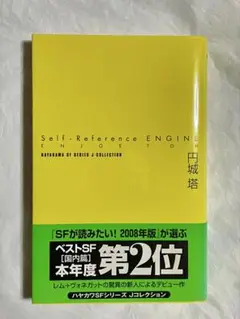 Self-Reference ENGINE
ENJOE TOH
HAYAKAWA SF SERIES J-COLLECTION
円城 塔
『SFが読みたい！2008年版』が選ぶ
ベストSF
［国内篇］
本年度
第2位
レム+ヴォネガットの驚異の新人によるデビュー作
ハヤカワSFシリーズ Jコレクション